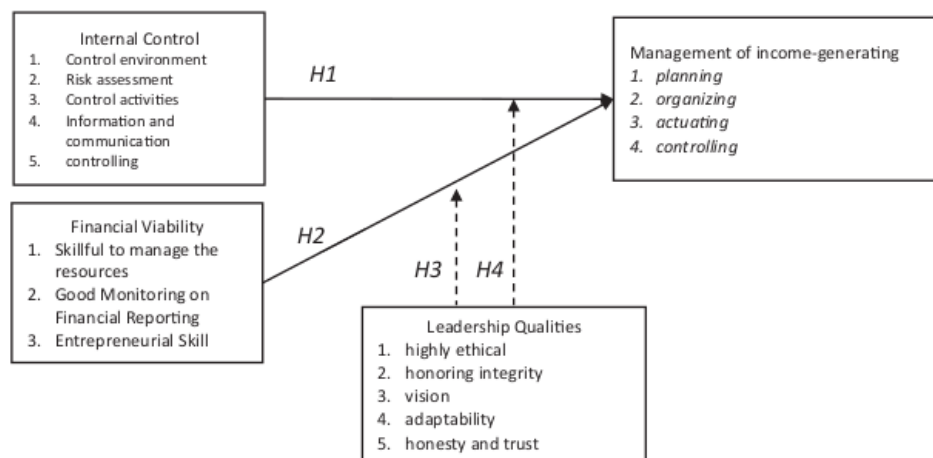 Internal Control
1. Control environment
2. Risk assessment
3. Control activities
4. Information and
communication
5. controlling
H1
Management of income-generating
1. planning
2. organizing
3. actuating
4. controlling
Financial Viability
1. Skillful to manage the
resources
2. Good Monitoring on
Financial Reporting
3. Entrepreneurial Skill
H2
H3
H4
Leadership Qualities
1. highly ethical
2. honoring integrity
3. vision
4. adaptability
5. honesty and trust